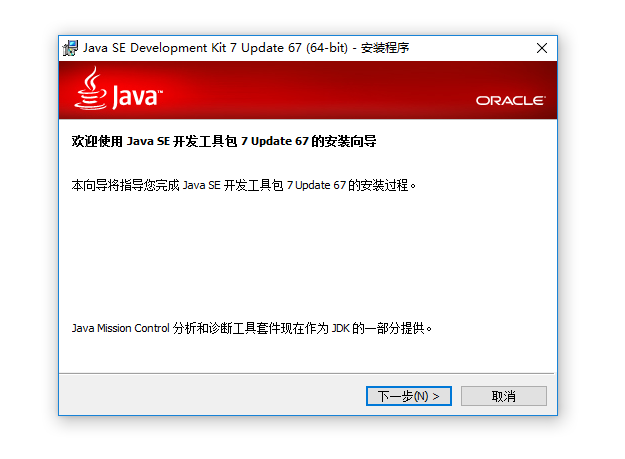 Java SE Development Kit 7 Update 67 (64-bit) - 安装程序
Java™
ORACLE®
欢迎使用 Java SE 开发工具包 7 Update 67 的安装向导
本向导将指导您完成 Java SE 开发工具包 7 Update 67 的安装过程。
Java Mission Control 分析和诊断工具套件现在作为 JDK 的一部分提供。
下一步(N) >
取消